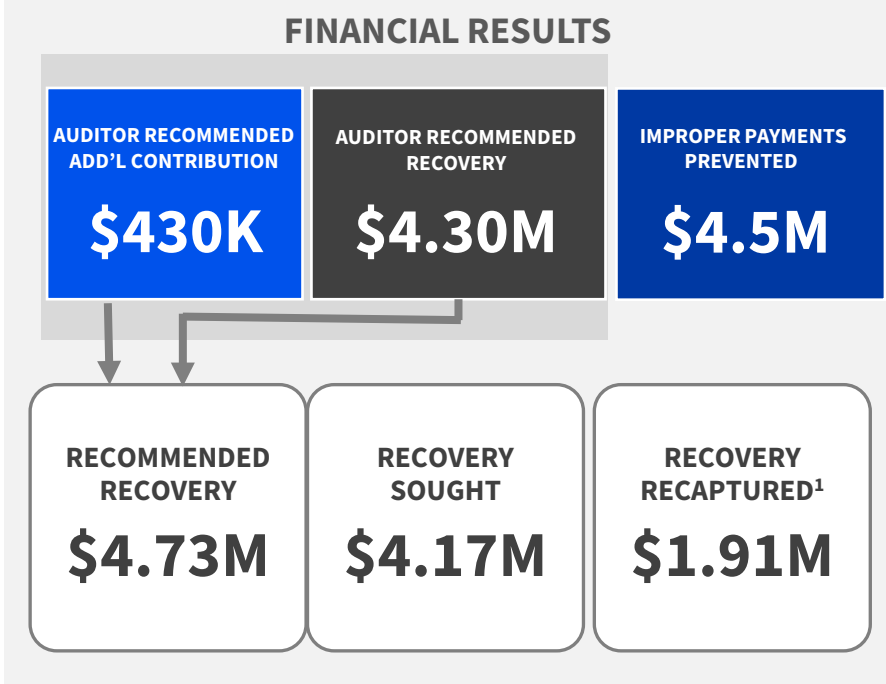 FINANCIAL RESULTS
AUDITOR RECOMMENDED
ADD’L CONTRIBUTION
$430K
AUDITOR RECOMMENDED
RECOVERY
$4.30M
IMPROPER PAYMENTS
PREVENTED
$4.5M
RECOMMENDED
RECOVERY
$4.73M
RECOVERY
SOUGHT
$4.17M
RECOVERY
RECAPTURED¹
$1.91M